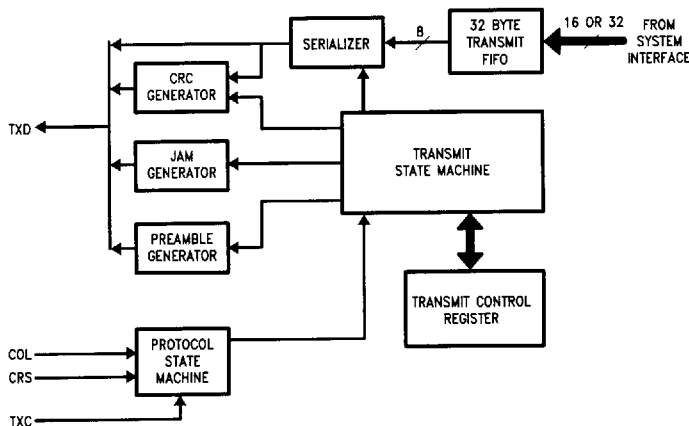 SERIALIZER
8
32 BYTE
TRANSMIT
FIFO
16 OR 32
FROM
SYSTEM
INTERFACE
CRC
GENERATOR
TXD
JAM
GENERATOR
TRANSMIT
STATE MACHINE
PREAMBLE
GENERATOR
TRANSMIT CONTROL
REGISTER
COL
CRS
PROTOCOL
STATE
MACHINE
TXC